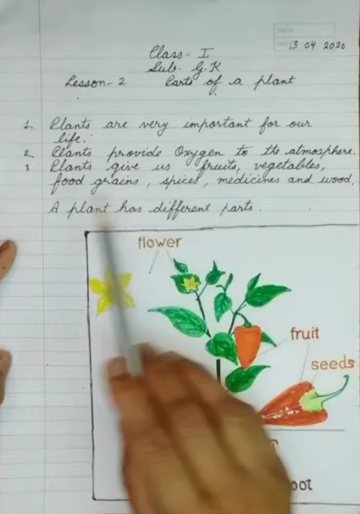 13 04 2020
Class- I
Sub. G.K
Lesson-2 Parts of a plant
1. Plants are very important for our
life.
2. Plants provide Oxygen to the atmosphere.
3 Plants give us fruits, vegetables,
food grains, spices, medicines and wood.
A plant has different parts.
flower
fruit
seeds
oot